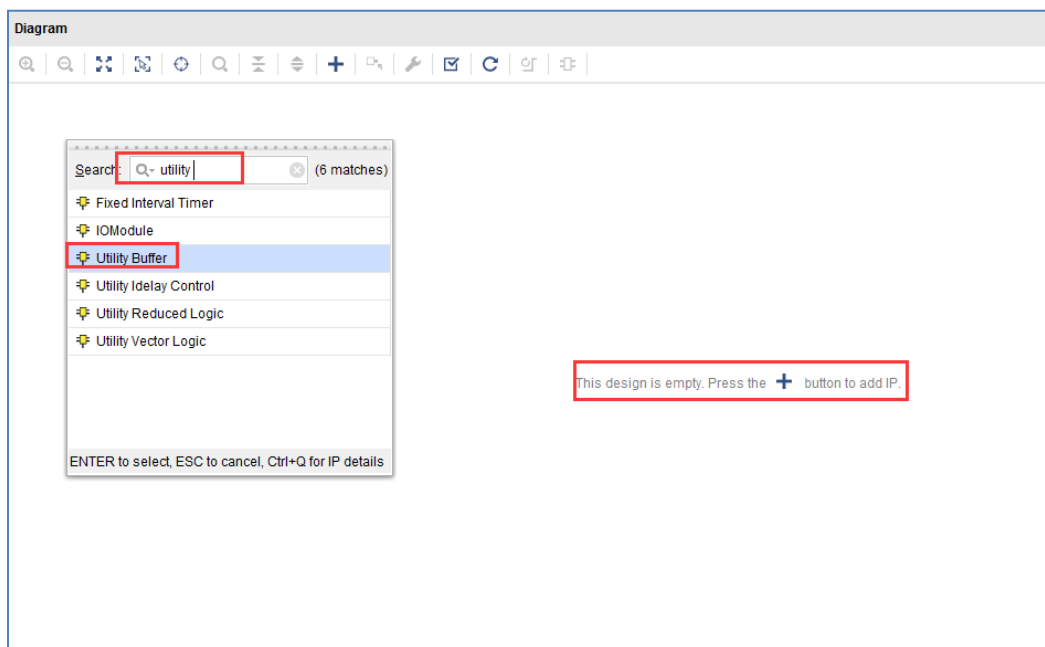 Diagram
Search: utility (6 matches)
Fixed Interval Timer
IOModule
Utility Buffer
Utility Idelay Control
Utility Reduced Logic
Utility Vector Logic
This design is empty. Press the + button to add IP.
ENTER to select, ESC to cancel, Ctrl+Q for IP details